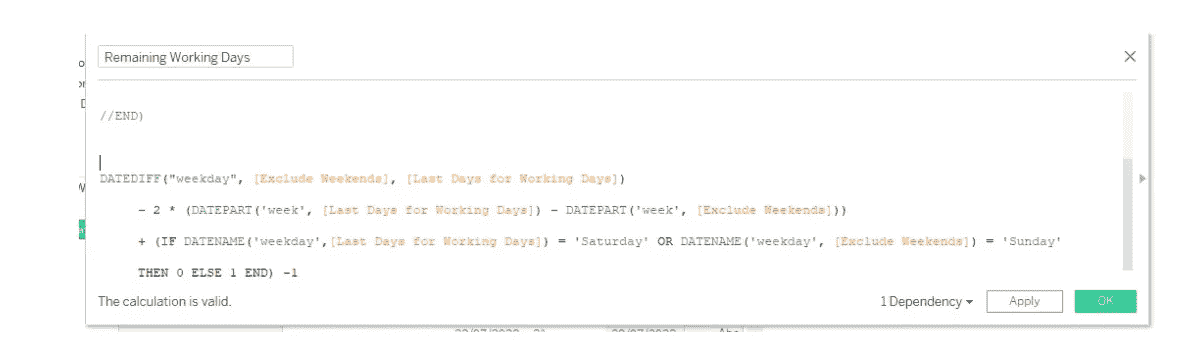 Remaining Working Days
//END)
DATEDIFF("weekday", [Exclude Weekends], [Last Days for Working Days])
- 2 * (DATEPART('week', [Last Days for Working Days]) - DATEPART('week', [Exclude Weekends]))
+ (IF DATENAME('weekday',[Last Days for Working Days]) = 'Saturday' OR DATENAME('weekday', [Exclude Weekends]) = 'Sunday'
THEN 0 ELSE 1 END) -1
The calculation is valid.
1 Dependency
Apply
OK